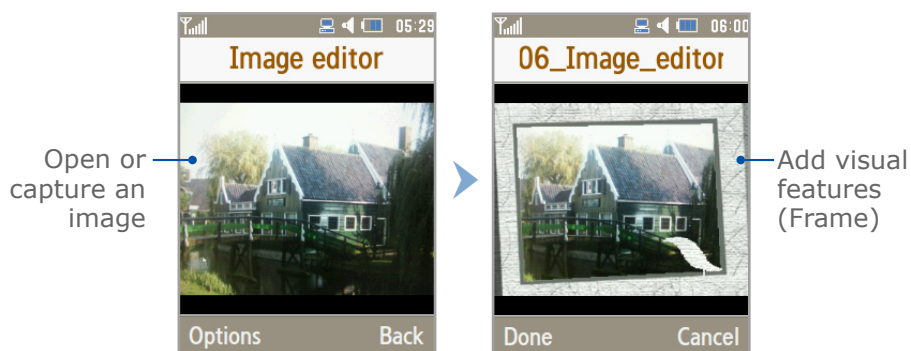 05:29
Image editor
Open or
capture an
image
Options Back
06:00
06_Image_editor
Add visual
features
(Frame)
Done Cancel